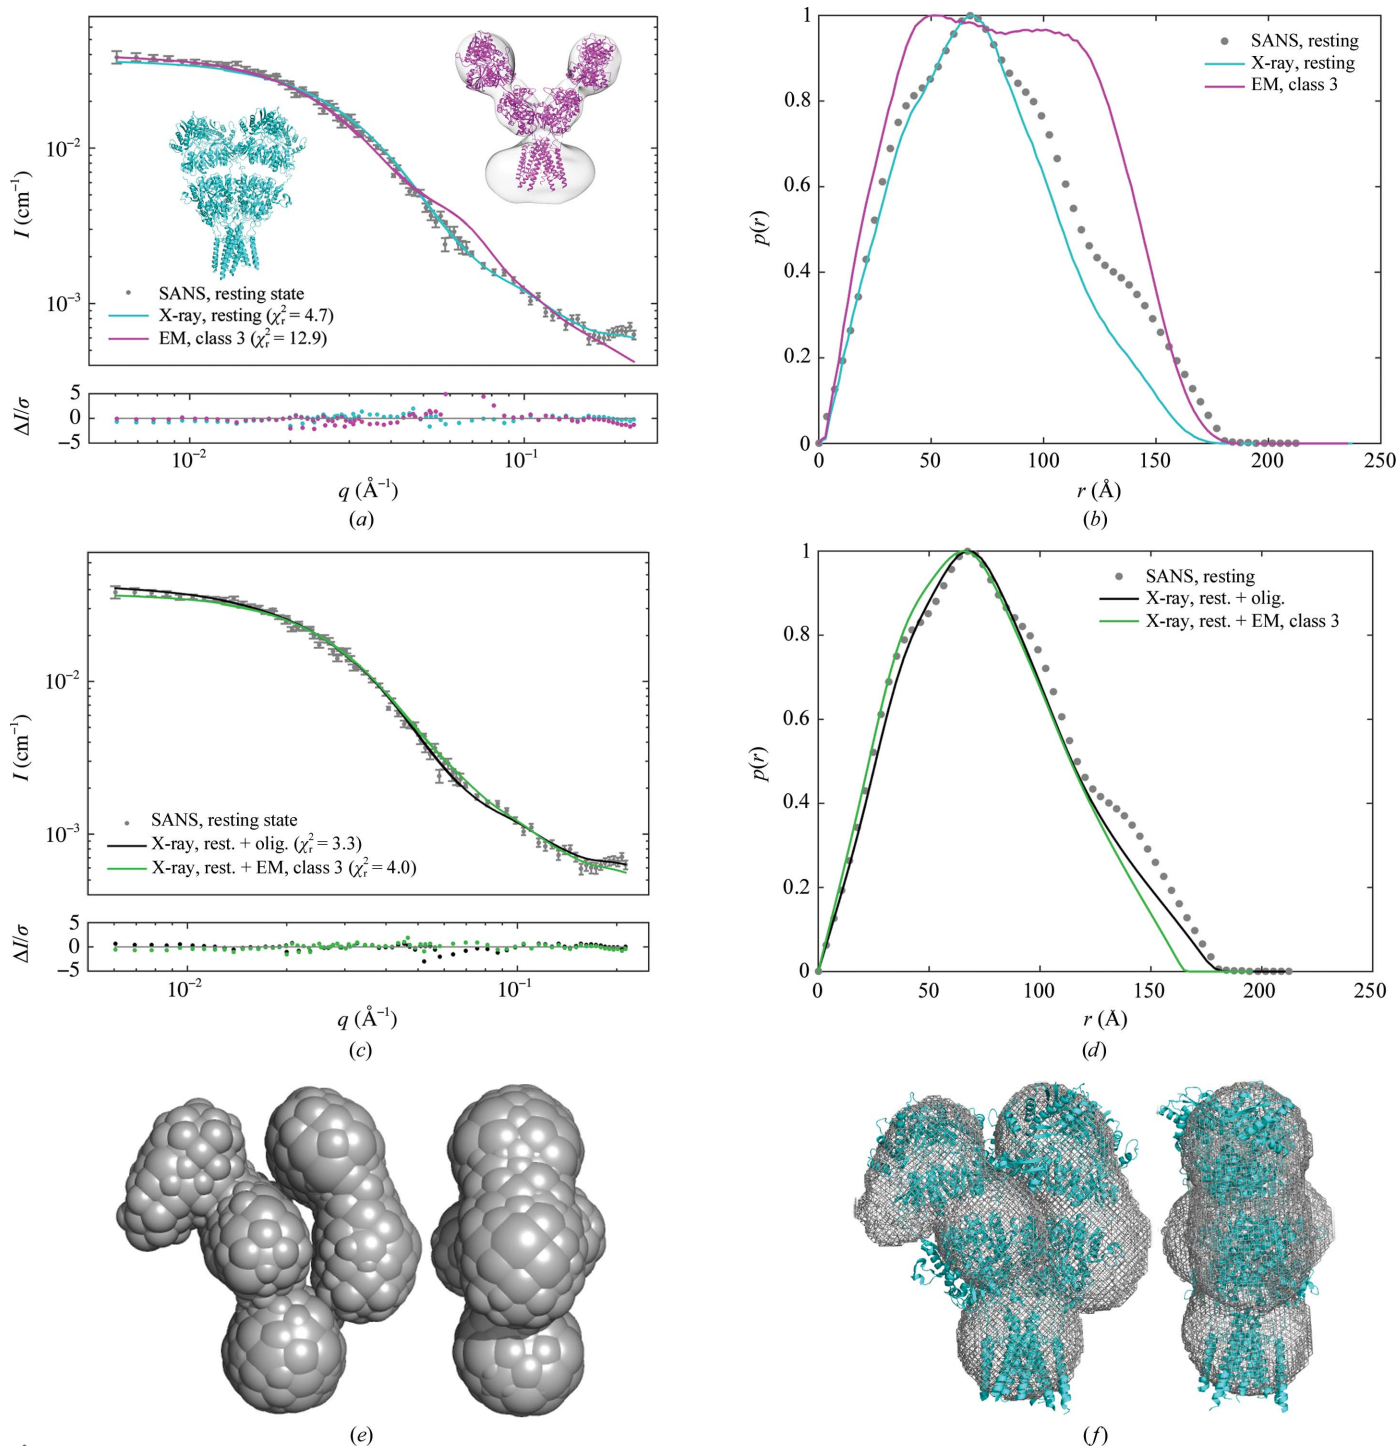 10⁻²
10⁻³
I (cm⁻¹)
SANS, resting state
X-ray, resting (χᵣ² = 4.7)
EM, class 3 (χᵣ² = 12.9)
5
0
−5
ΔI/σ
10⁻² 10⁻¹
q (Å⁻¹)
(a)
1
0.8
0.6
0.4
0.2
0
p(r)
SANS, resting
X-ray, resting
EM, class 3
0 50 100 150 200 250
r (Å)
(b)
10⁻²
10⁻³
I (cm⁻¹)
SANS, resting state
X-ray, rest. + olig. (χᵣ² = 3.3)
X-ray, rest. + EM, class 3 (χᵣ² = 4.0)
5
0
−5
ΔI/σ
10⁻² 10⁻¹
q (Å⁻¹)
(c)
1
0.8
0.6
0.4
0.2
0
p(r)
SANS, resting
X-ray, rest. + olig.
X-ray, rest. + EM, class 3
0 50 100 150 200 250
r (Å)
(d)
(e)
(f)